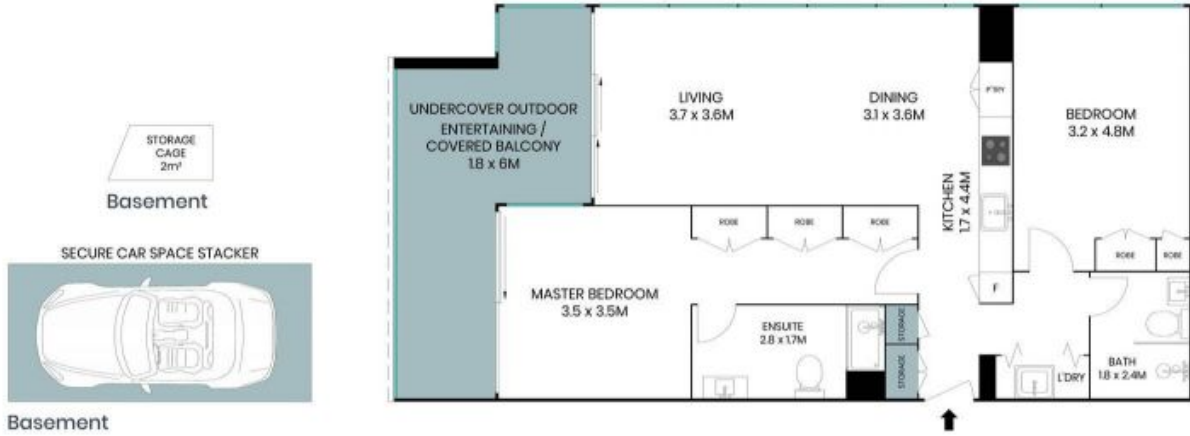 STORAGE
CAGE
2m²
Basement
SECURE CAR SPACE STACKER
Basement
UNDERCOVER OUTDOOR
ENTERTAINING /
COVERED BALCONY
1.8 x 6M
LIVING
3.7 x 3.6M
DINING
3.1 x 3.6M
P'TRY
BEDROOM
3.2 x 4.8M
KITCHEN
1.7 x 4.4M
ROBE
ROBE
ROBE
ROBE
ROBE
MASTER BEDROOM
3.5 x 3.5M
F
ENSUITE
2.8 x 1.7M
STORAGE
STORAGE
L'DRY
BATH
1.8 x 2.4M